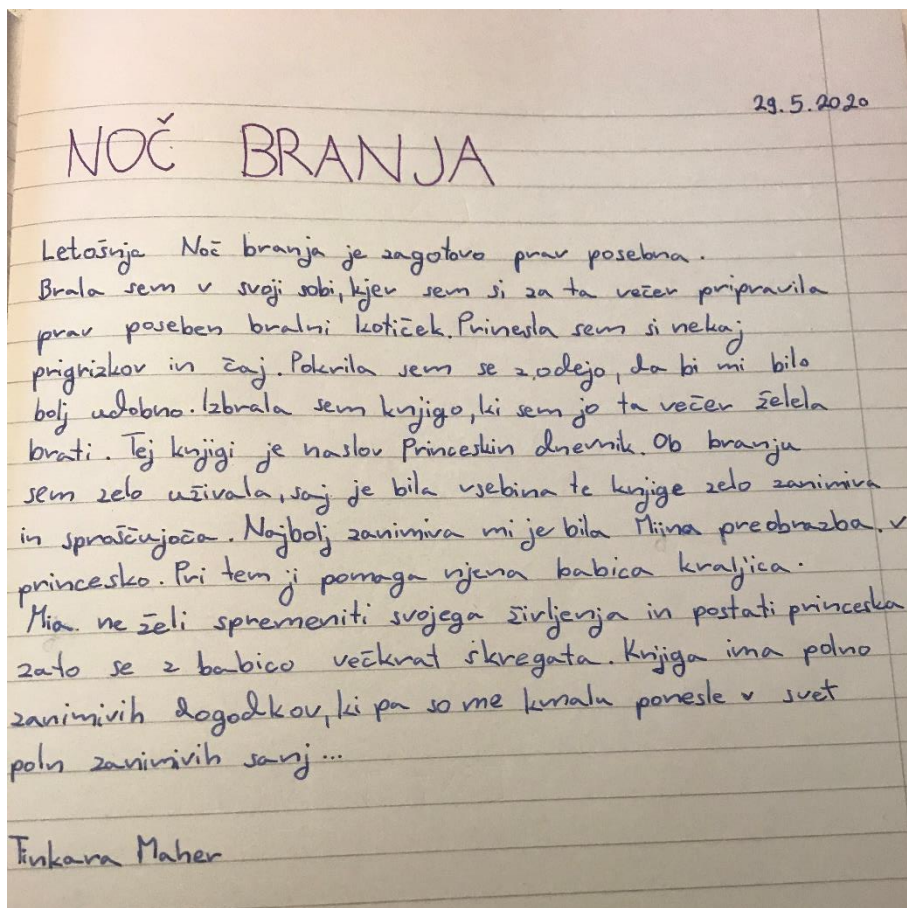 29.5.2020
NOČ BRANJA
Letošnja Noč branja je zagotovo prav posebna.
Brala sem v svoji sobi, kjer sem si za ta večer pripravila
prav poseben bralni kotiček. Prinesla sem si nekaj
prigrizkov in čaj. Pokrila sem se z odejo, da bi mi bilo
bolj udobno. Izbrala sem knjigo, ki sem jo ta večer želela
brati. Tej knjigi je naslov Princeskin dnevnik. Ob branju
sem zelo uživala, saj je bila vsebina te knjige zelo zanimiva
in sproščujoča. Najbolj zanimiva mi je bila Mijna preobrazba v
princesko. Pri tem ji pomaga njena babica kraljica.
Mia ne želi spremeniti svojega življenja in postati princeska
zato se z babico večkrat skregata. Knjiga ima polno
zanimivih dogodkov, ki pa so me kmalu ponesle v svet
poln zanimivih sanj...
Tinkara Maher